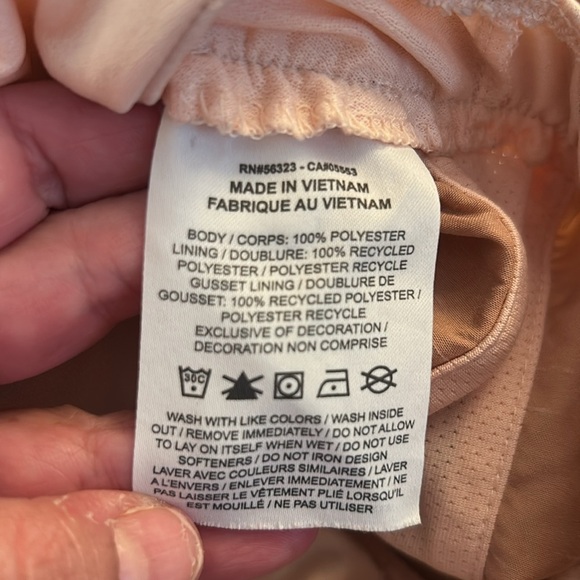 RN#56323 - CA#05553
MADE IN VIETNAM
FABRIQUE AU VIETNAM
BODY / CORPS: 100% POLYESTER
LINING / DOUBLURE: 100% RECYCLED
POLYESTER / POLYESTER RECYCLE
GUSSET LINING / DOUBLURE DE
GOUSSET: 100% RECYCLED POLYESTER /
POLYESTER RECYCLE
EXCLUSIVE OF DECORATION /
DECORATION NON COMPRISE
30C
WASH WITH LIKE COLORS / WASH INSIDE
OUT / REMOVE IMMEDIATELY / DO NOT ALLOW
TO LAY ON ITSELF WHEN WET / DO NOT USE
SOFTENERS / DO NOT IRON DESIGN
LAVER AVEC COULEURS SIMILAIRES / LAVER
A L'ENVERS / ENLEVER IMMEDIATEMENT / NE
PAS LAISSER LE VÊTEMENT PLIÉ LORSQU'IL
EST MOUILLÉ / NE PAS UTILISER